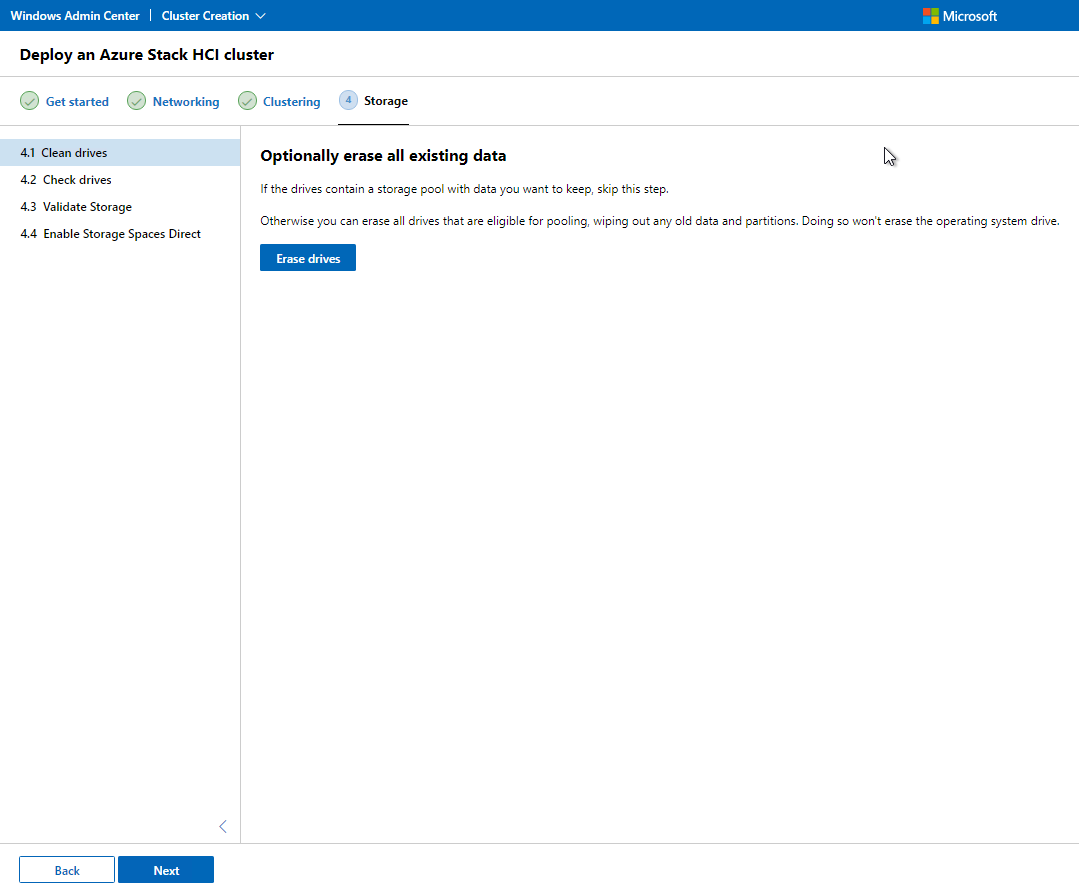 Windows Admin Center | Cluster Creation
Microsoft
Deploy an Azure Stack HCI cluster
Get started
Networking
Clustering
4 Storage
4.1 Clean drives
4.2 Check drives
4.3 Validate Storage
4.4 Enable Storage Spaces Direct
Optionally erase all existing data
If the drives contain a storage pool with data you want to keep, skip this step.
Otherwise you can erase all drives that are eligible for pooling, wiping out any old data and partitions. Doing so won't erase the operating system drive.
Erase drives
Back
Next